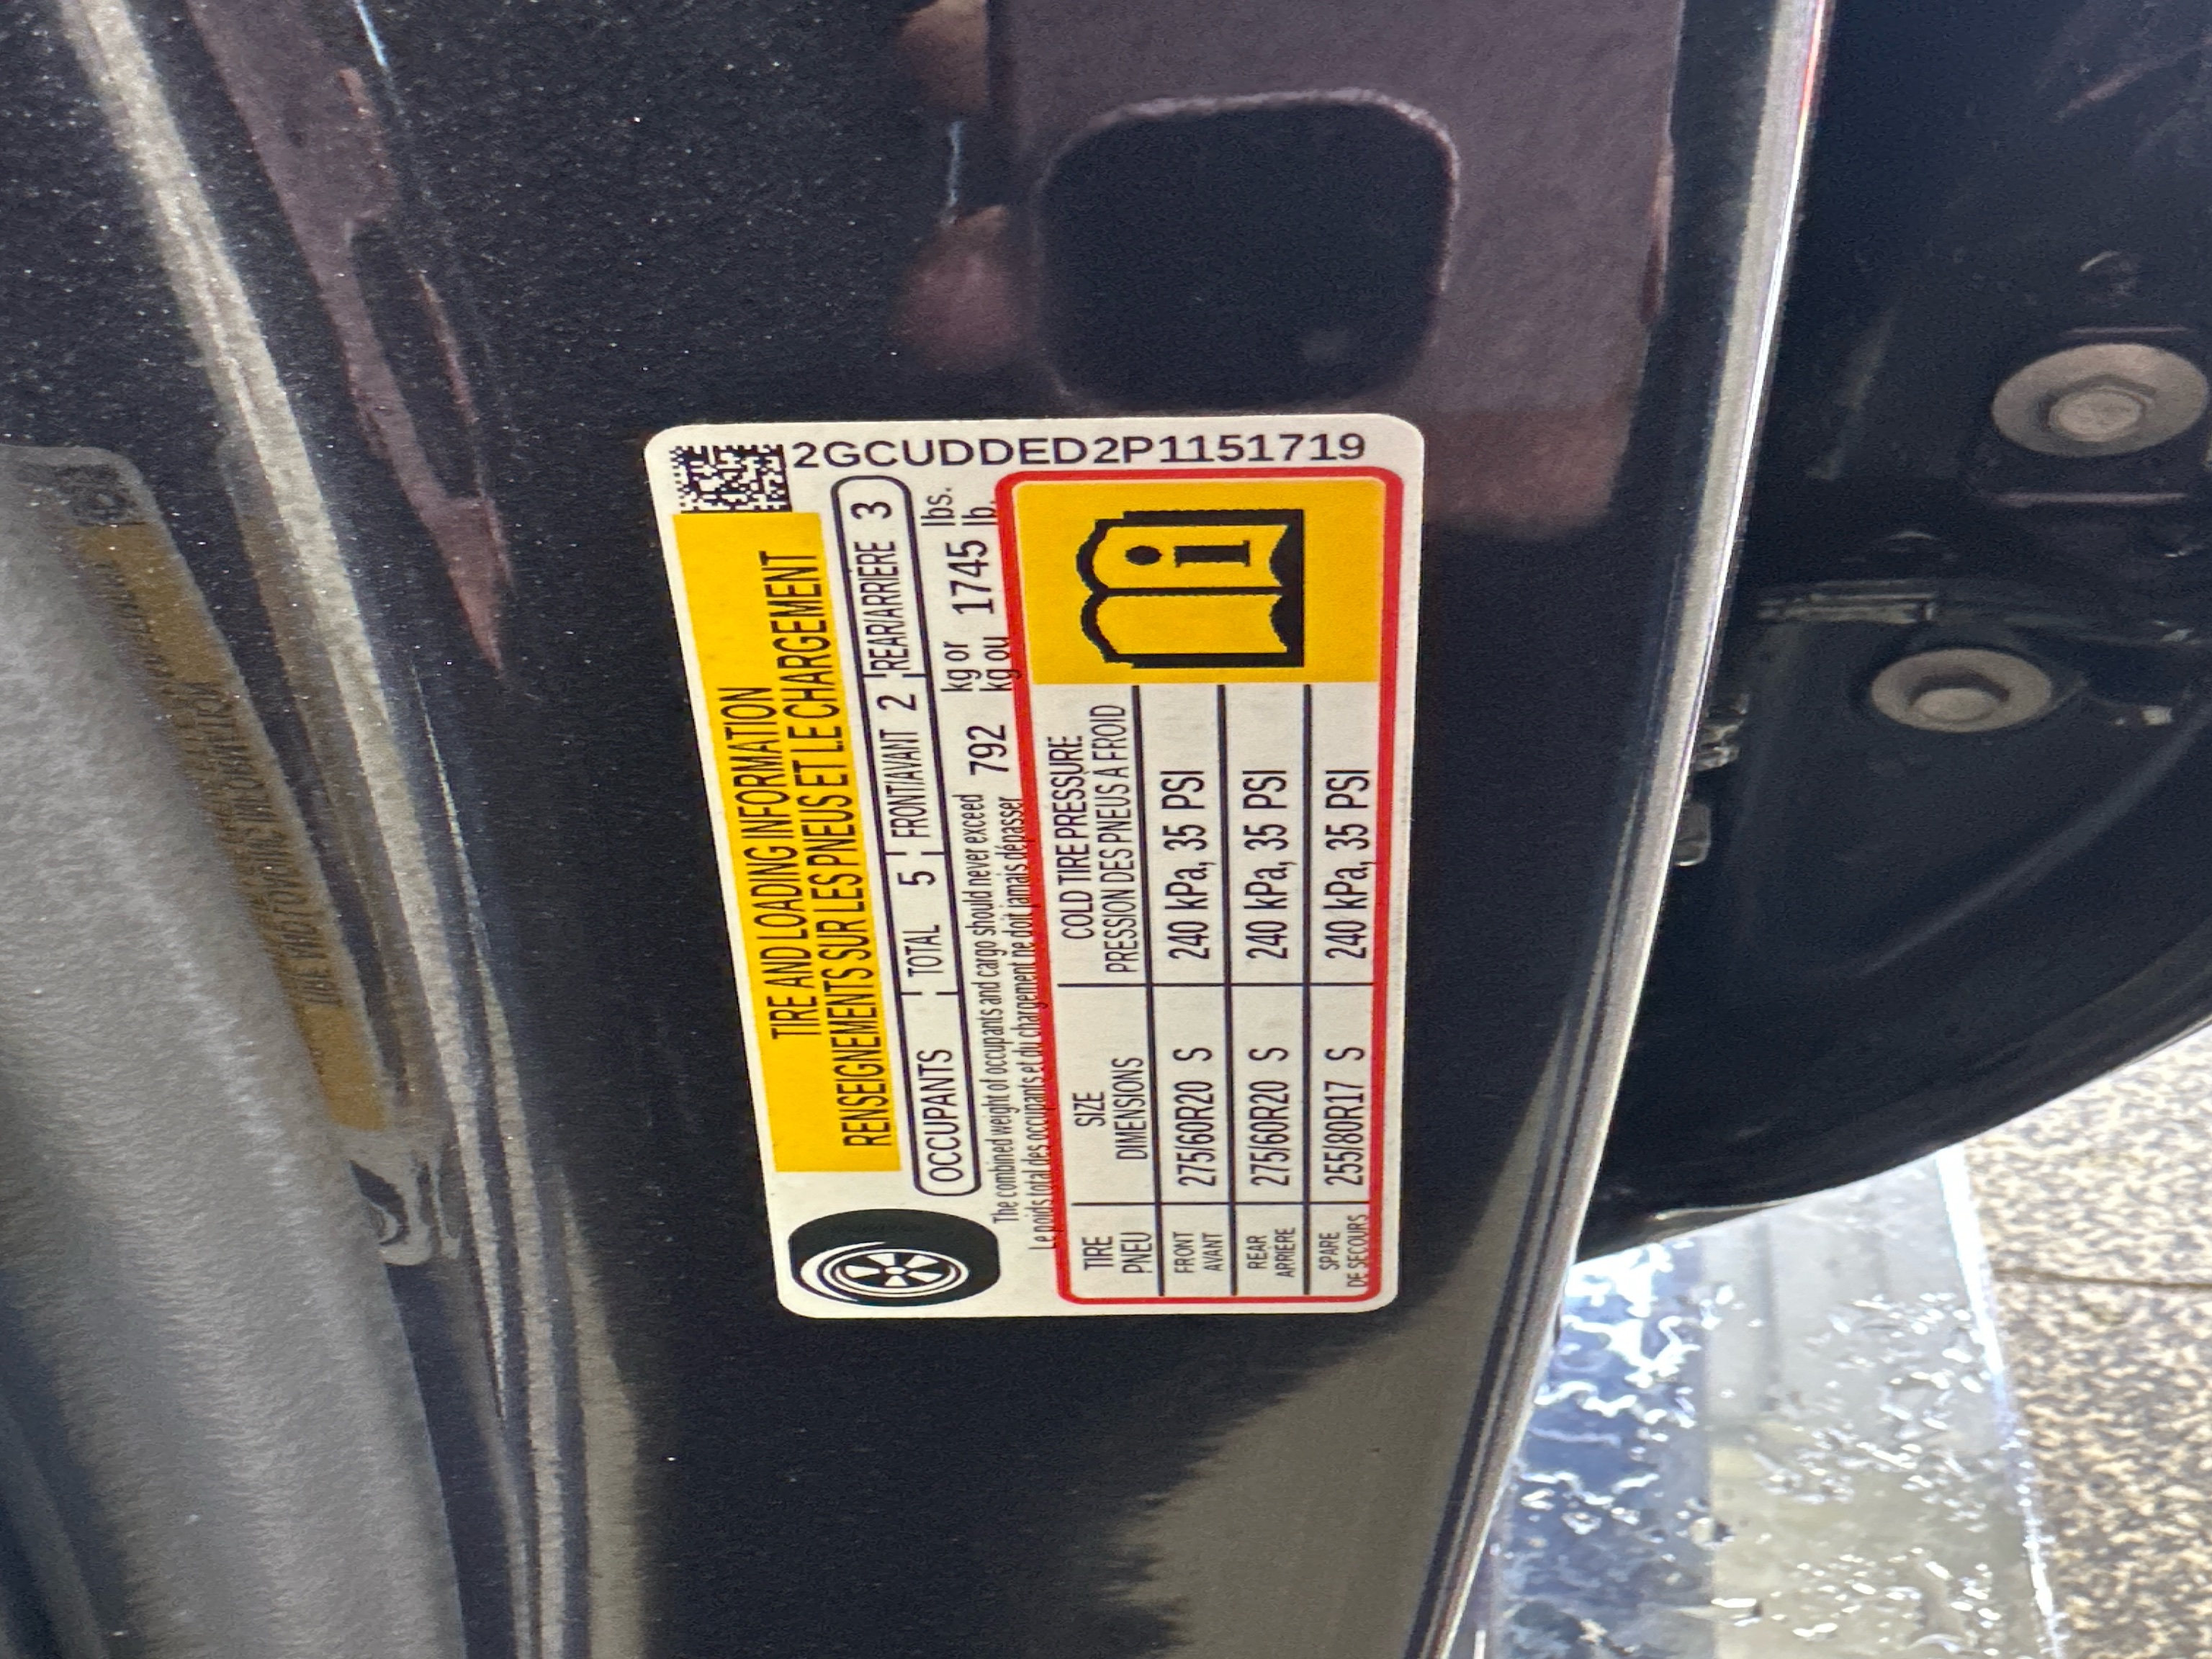 2GCUDDED2P1151719
TIRE AND LOADING INFORMATION
RENSEIGNEMENTS SUR LES PNEUS ET LE CHARGEMENT
OCCUPANTS TOTAL 5 FRONT/AVANT 2 REAR/ARRIERE 3
The combined weight of occupants and cargo should never exceed 792 kg or 1745 lbs.
Le poids total des occupants et du chargement ne doit jamais dépasser kg ou lb.
TIRE SIZE COLD TIRE PRESSURE
PNEU DIMENSIONS PRESSION DES PNEUS A FROID
FRONT
AVANT 275/60R20 S 240 kPa, 35 PSI
REAR
ARRIERE 275/60R20 S 240 kPa, 35 PSI
SPARE
DE SECOURS 255/80R17 S 240 kPa, 35 PSI
i